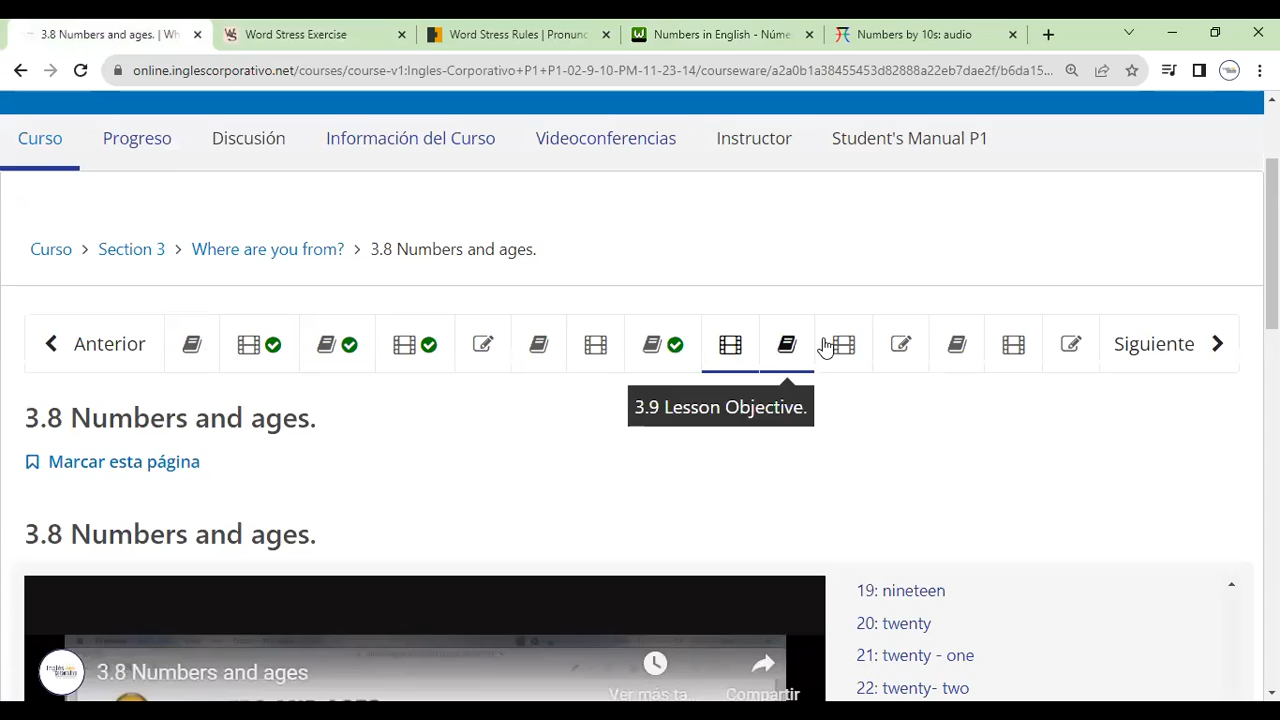 3.8 Numbers and ages. | Wh
Word Stress Exercise
Word Stress Rules | Pronunc
Numbers in English - Núme
Numbers by 10s: audio
online.inglescorporativo.net/courses/course-v1:Ingles-Corporativo+P1+P1-02-9-10-PM-11-23-14/courseware/a2a0b1a38455453d82888a22eb7dae2f/b6da15...
Curso Progreso Discusión Información del Curso Videoconferencias Instructor Student's Manual P1
Curso > Section 3 > Where are you from? > 3.8 Numbers and ages.
Anterior
Siguiente
3.9 Lesson Objective.
3.8 Numbers and ages.
Marcar esta página
3.8 Numbers and ages.
3.8 Numbers and ages
Ver más ta...
Compartir
19: nineteen
20: twenty
21: twenty - one
22: twenty- two